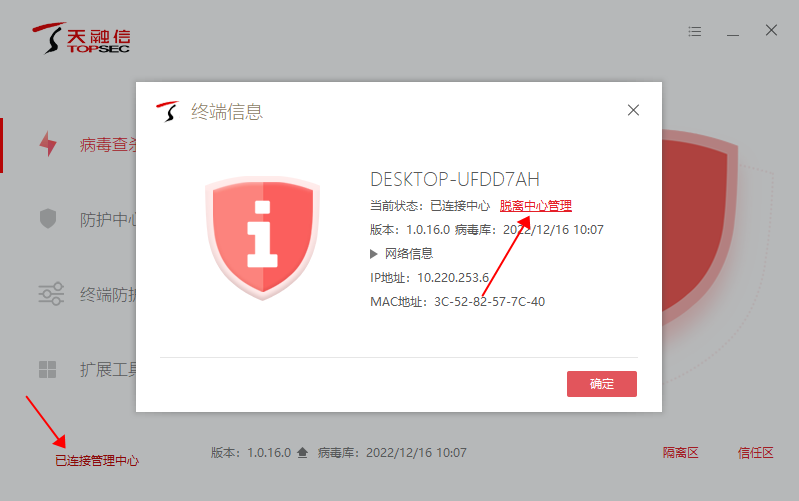 天融信
TOPSEC
终端信息
病毒查杀
防护中心
终端防护
扩展工具
DESKTOP-UFDD7AH
当前状态：已连接中心 脱离中心管理
版本：1.0.16.0 病毒库：2022/12/16 10:07
网络信息
IP地址：10.220.253.6
MAC地址：3C-52-82-57-7C-40
确定
已连接管理中心
版本：1.0.16.0 病毒库：2022/12/16 10:07
隔离区
信任区